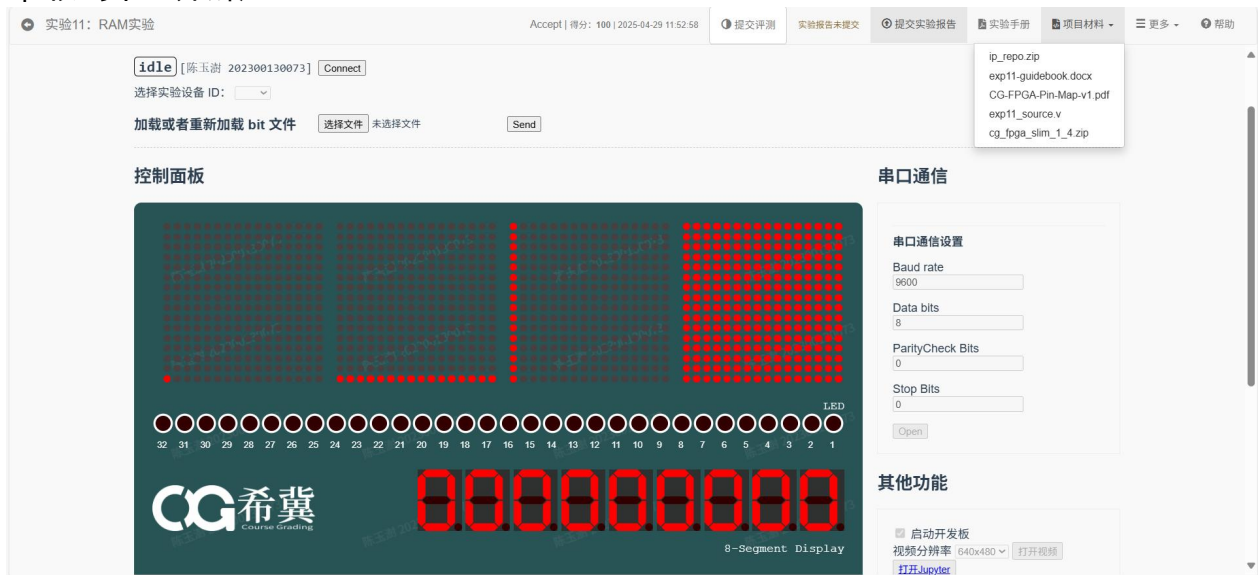 实验11: RAM实验
Accept | 得分: 100 | 2025-04-29 11:52:58
提交评测
实验报告未提交
提交实验报告
实验手册
项目材料
更多
帮助
ip_repo.zip
exp11-guidebook.docx
CG-FPGA-Pin-Map-v1.pdf
exp11_source.v
cg_fpga_slim_1_4.zip
idle [陈玉澍 202300130073] Connect
选择实验设备 ID:
加载或者重新加载 bit 文件 选择文件 未选择文件 Send
控制面板
LED
32 31 30 29 28 27 26 25 24 23 22 21 20 19 18 17 16 15 14 13 12 11 10 9 8 7 6 5 4 3 2 1
CG希冀
Course Grading
00000000
8-Segment Display
串口通信
串口通信设置
Baud rate
9600
Data bits
8
ParityCheck Bits
0
Stop Bits
0
Open
其他功能
启动开发板
视频分辨率 640x480 打开视频
打开Jupyter